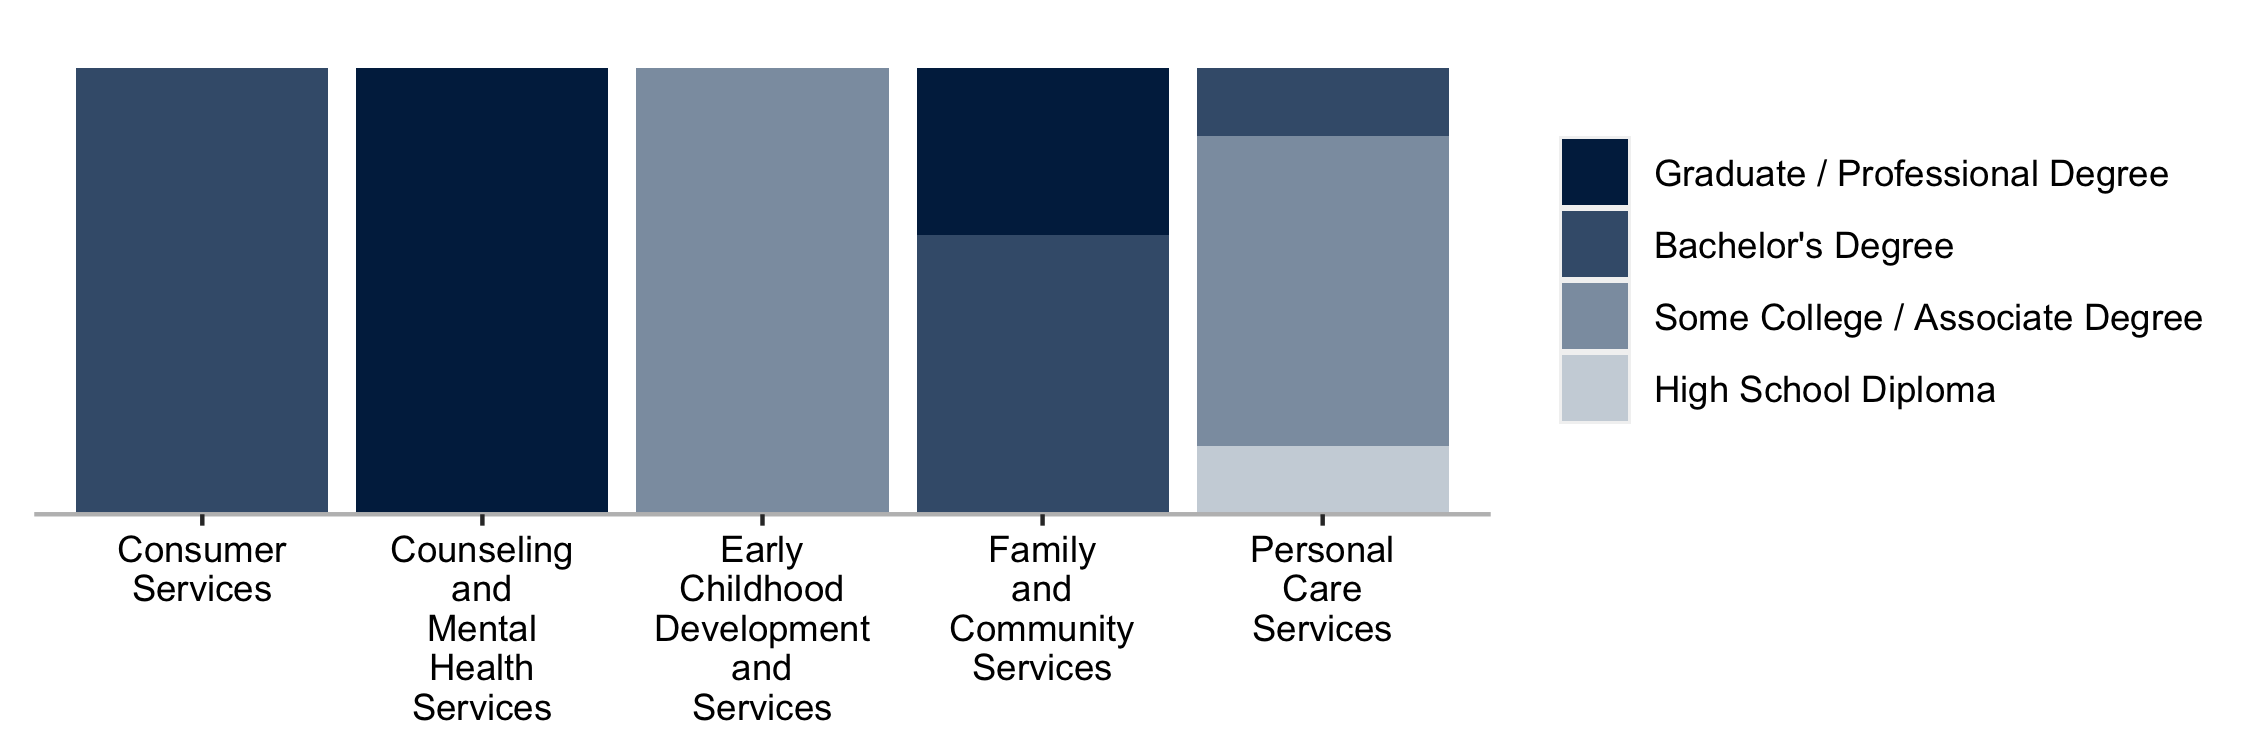 Consumer
Services
Counseling
and
Mental
Health
Services
Early
Childhood
Development
and
Services
Family
and
Community
Services
Personal
Care
Services
Graduate / Professional Degree
Bachelor's Degree
Some College / Associate Degree
High School Diploma